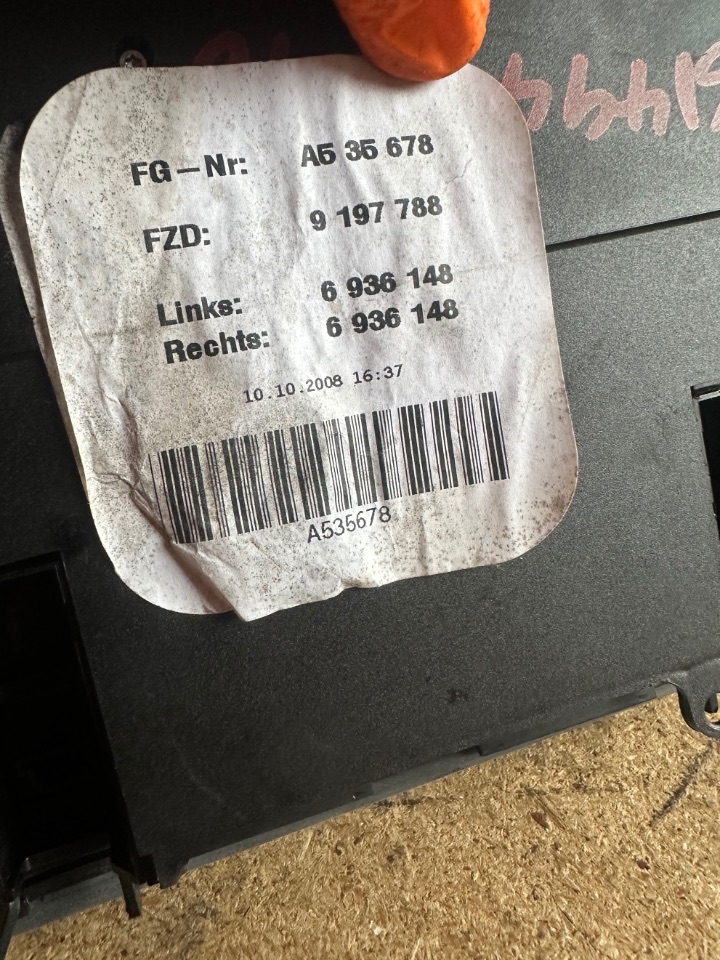 FG-Nr: A5 35 678
FZD: 9 197 788
Links: 6 936 148
Rechts: 6 936 148
10.10.2008 16:37
A535678